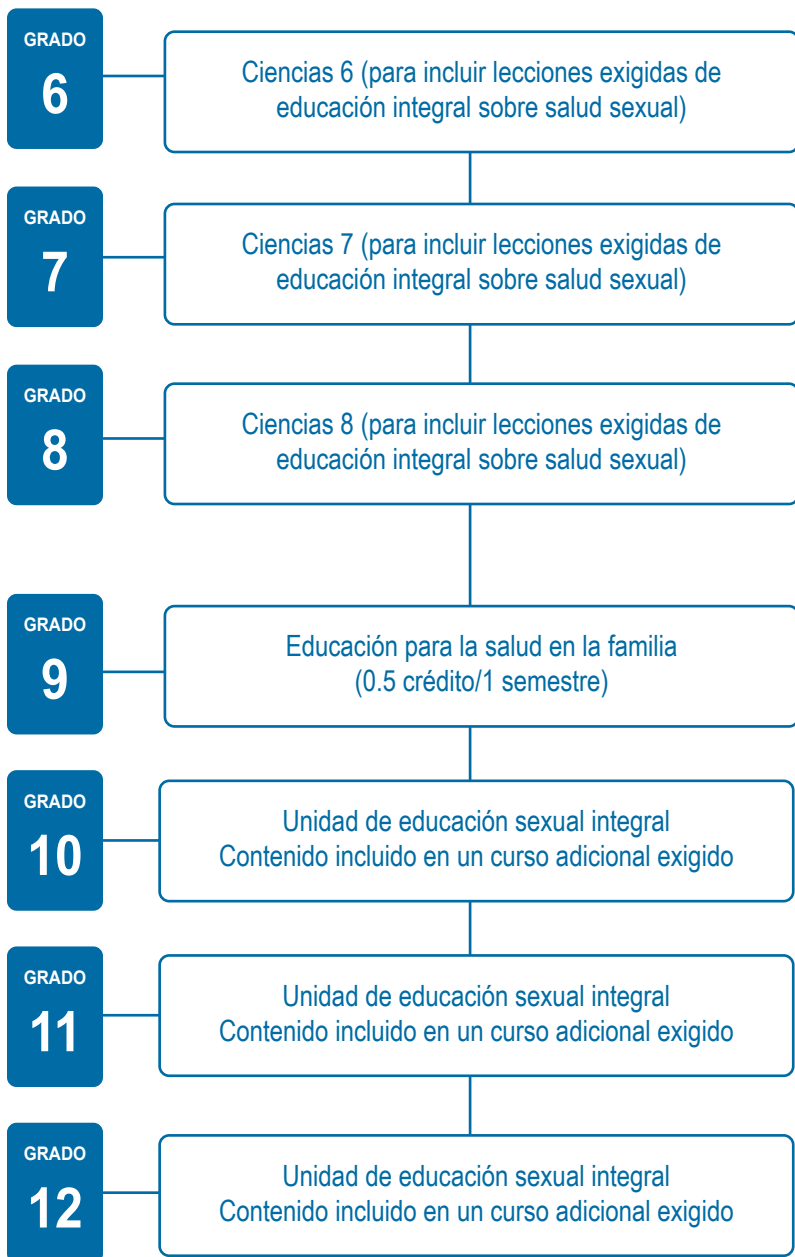 GRADO
6
Ciencias 6 (para incluir lecciones exigidas de
educación integral sobre salud sexual)
GRADO
7
Ciencias 7 (para incluir lecciones exigidas de
educación integral sobre salud sexual)
GRADO
8
Ciencias 8 (para incluir lecciones exigidas de
educación integral sobre salud sexual)
GRADO
9
Educación para la salud en la familia
(0.5 crédito/1 semestre)
GRADO
10
Unidad de educación sexual integral
Contenido incluido en un curso adicional exigido
GRADO
11
Unidad de educación sexual integral
Contenido incluido en un curso adicional exigido
GRADO
12
Unidad de educación sexual integral
Contenido incluido en un curso adicional exigido